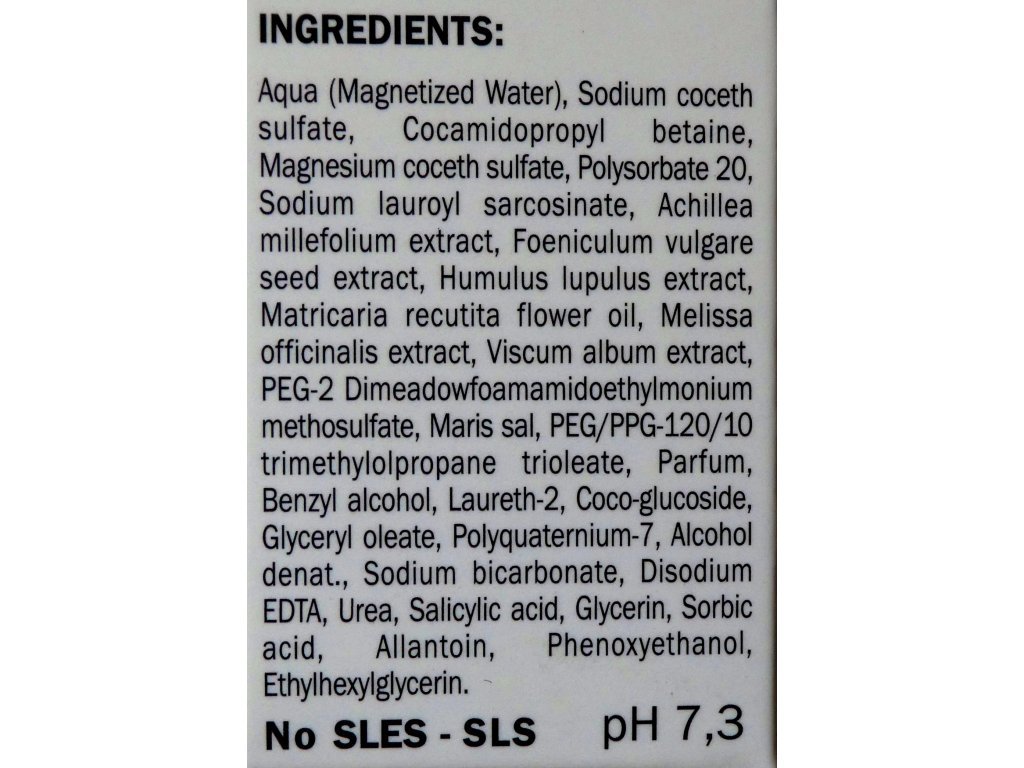 INGREDIENTS:
Aqua (Magnetized Water), Sodium coceth
sulfate, Cocamidopropyl betaine,
Magnesium coceth sulfate, Polysorbate 20,
Sodium lauroyl sarcosinate, Achillea
millefolium extract, Foeniculum vulgare
seed extract, Humulus lupulus extract,
Matricaria recutita flower oil, Melissa
officinalis extract, Viscum album extract,
PEG-2 Dimeadowfoamamidoethylmonium
methosulfate, Maris sal, PEG/PPG-120/10
trimethylolpropane trioleate, Parfum,
Benzyl alcohol, Laureth-2, Coco-glucoside,
Glyceryl oleate, Polyquaternium-7, Alcohol
denat., Sodium bicarbonate, Disodium
EDTA, Urea, Salicylic acid, Glycerin, Sorbic
acid, Allantoin, Phenoxyethanol,
Ethylhexylglycerin.
No SLES - SLS pH 7,3